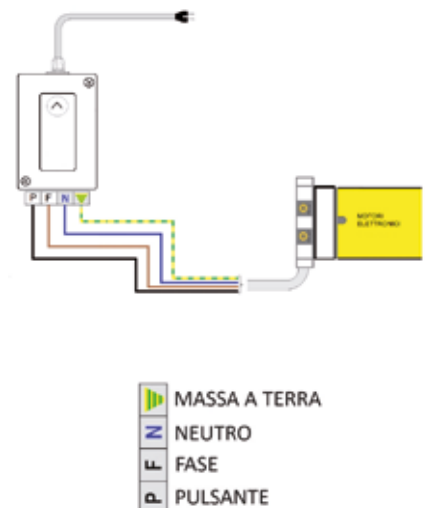 P F N
MOTORI
ELETTRONICI
MASSA A TERRA
N NEUTRO
F FASE
P PULSANTE